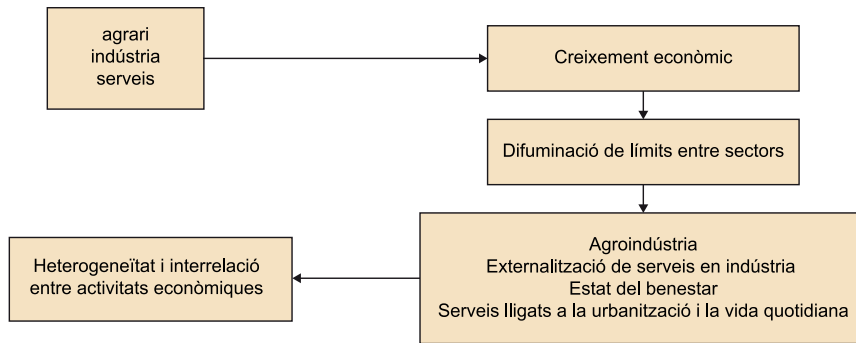 agrari
indústria
serveis
Creixement econòmic
Difuminació de límits entre sectors
Agroindústria
Externalització de serveis en indústria
Estat del benestar
Serveis lligats a la urbanització i la vida quotidiana
Heterogeneïtat i interrelació
entre activitats econòmiques